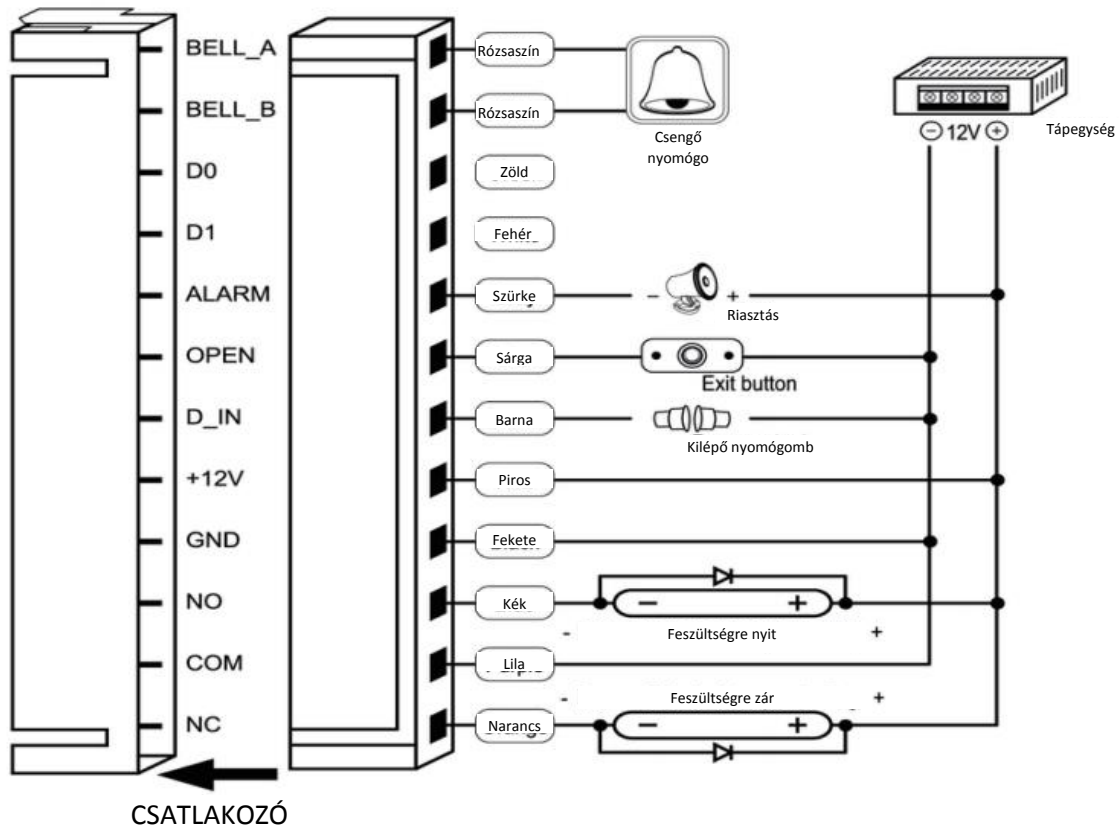 BELL_A
Rózsaszín
BELL_B
Rózsaszín
Csengő
nyomógo
⊖ 12V ⊕
Tápegység
D0
Zöld
D1
Fehér
ALARM
Szürke
− +
Riasztás
OPEN
Sárga
Exit button
D_IN
Barna
Kilépő nyomógomb
+12V
Piros
GND
Fekete
NO
Kék
− +
- Feszültségre nyit +
COM
Lila
- Feszültségre zár +
NC
Narancs
− +
CSATLAKOZÓ